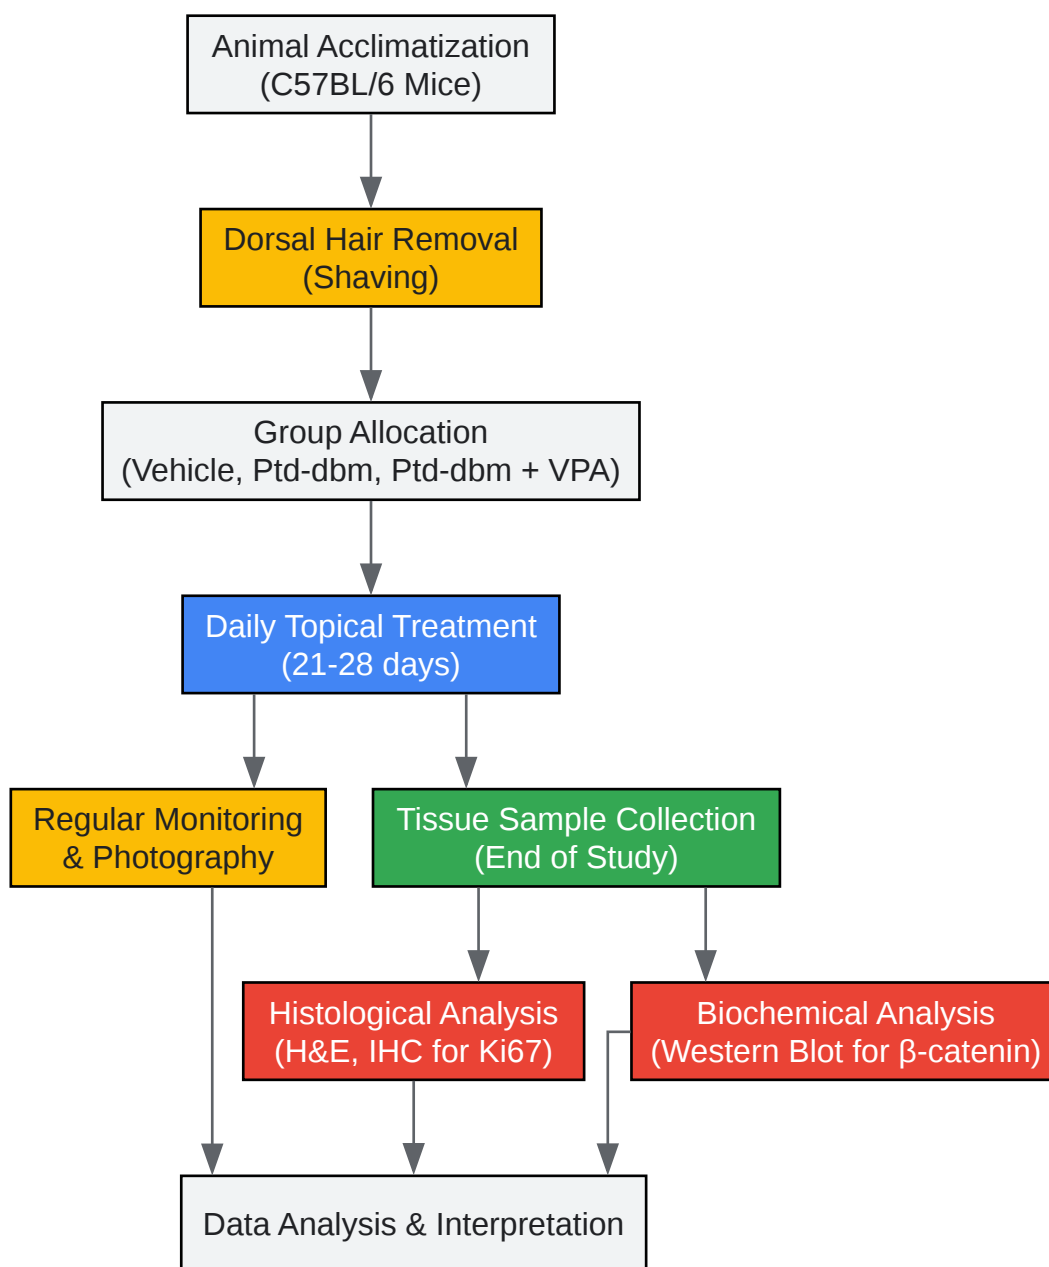 Animal Acclimatization
(C57BL/6 Mice)
Dorsal Hair Removal
(Shaving)
Group Allocation
(Vehicle, Ptd-dbm, Ptd-dbm + VPA)
Daily Topical Treatment
(21-28 days)
Regular Monitoring
& Photography
Tissue Sample Collection
(End of Study)
Histological Analysis
(H&E, IHC for Ki67)
Biochemical Analysis
(Western Blot for β-catenin)
Data Analysis & Interpretation